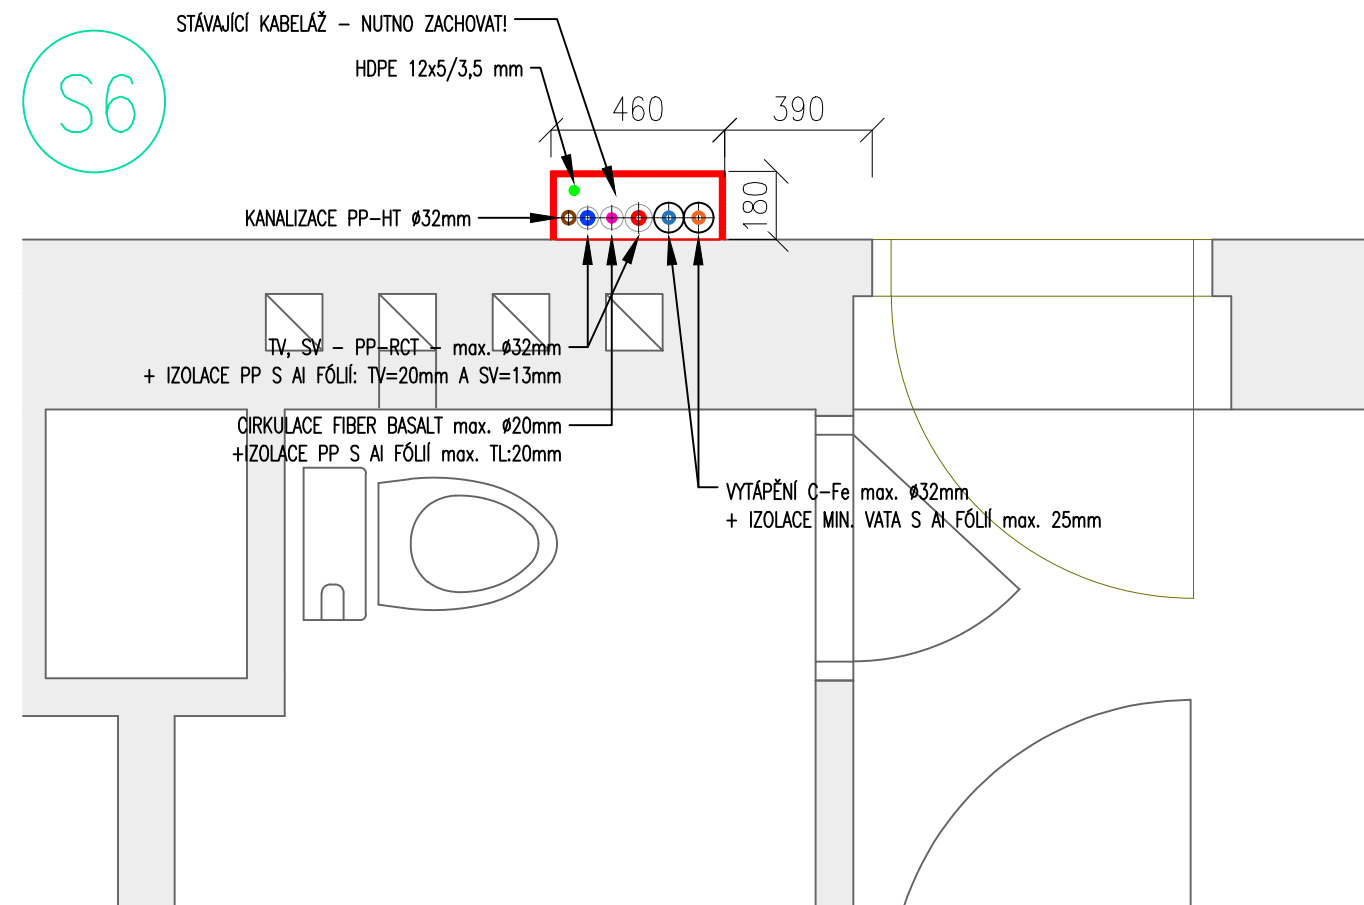 STÁVAJÍCÍ KABELÁŽ – NUTNO ZACHOVAT!
HDPE 12x5/3,5 mm
S6
460
390
180
KANALIZACE PP–HT ø32mm
TV, SV – PP–RCT – max. ø32mm
+ IZOLACE PP S Al FÓLIÍ: TV=20mm A SV=13mm
CIRKULACE FIBER BASALT max. ø20mm
+IZOLACE PP S Al FÓLIÍ max. TL:20mm
VYTÁPĚNÍ C–Fe max. ø32mm
+ IZOLACE MIN. VATA S Al FÓLIÍ max. 25mm